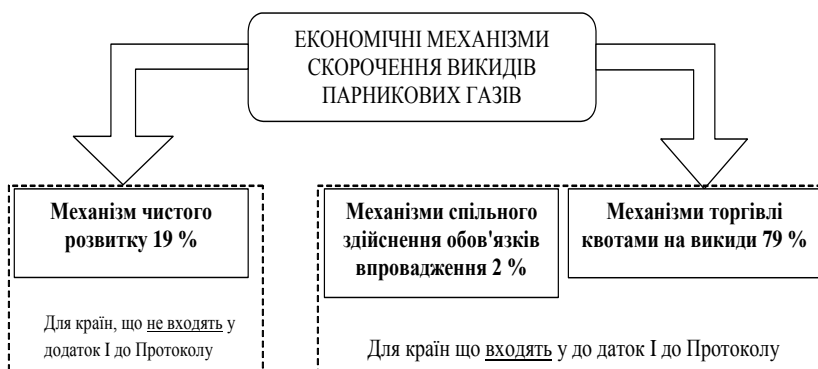 ЕКОНОМІЧНІ МЕХАНІЗМИ
СКОРОЧЕННЯ ВИКИДІВ
ПАРНИКОВИХ ГАЗІВ
Механізм чистого
розвитку 19 %
Для країн, що не входять у
додаток І до Протоколу
Механізми спільного
здійснення обов'язків
впровадження 2 %
Механізми торгівлі
квотами на викиди 79 %
Для країн що входять у до даток І до Протоколу